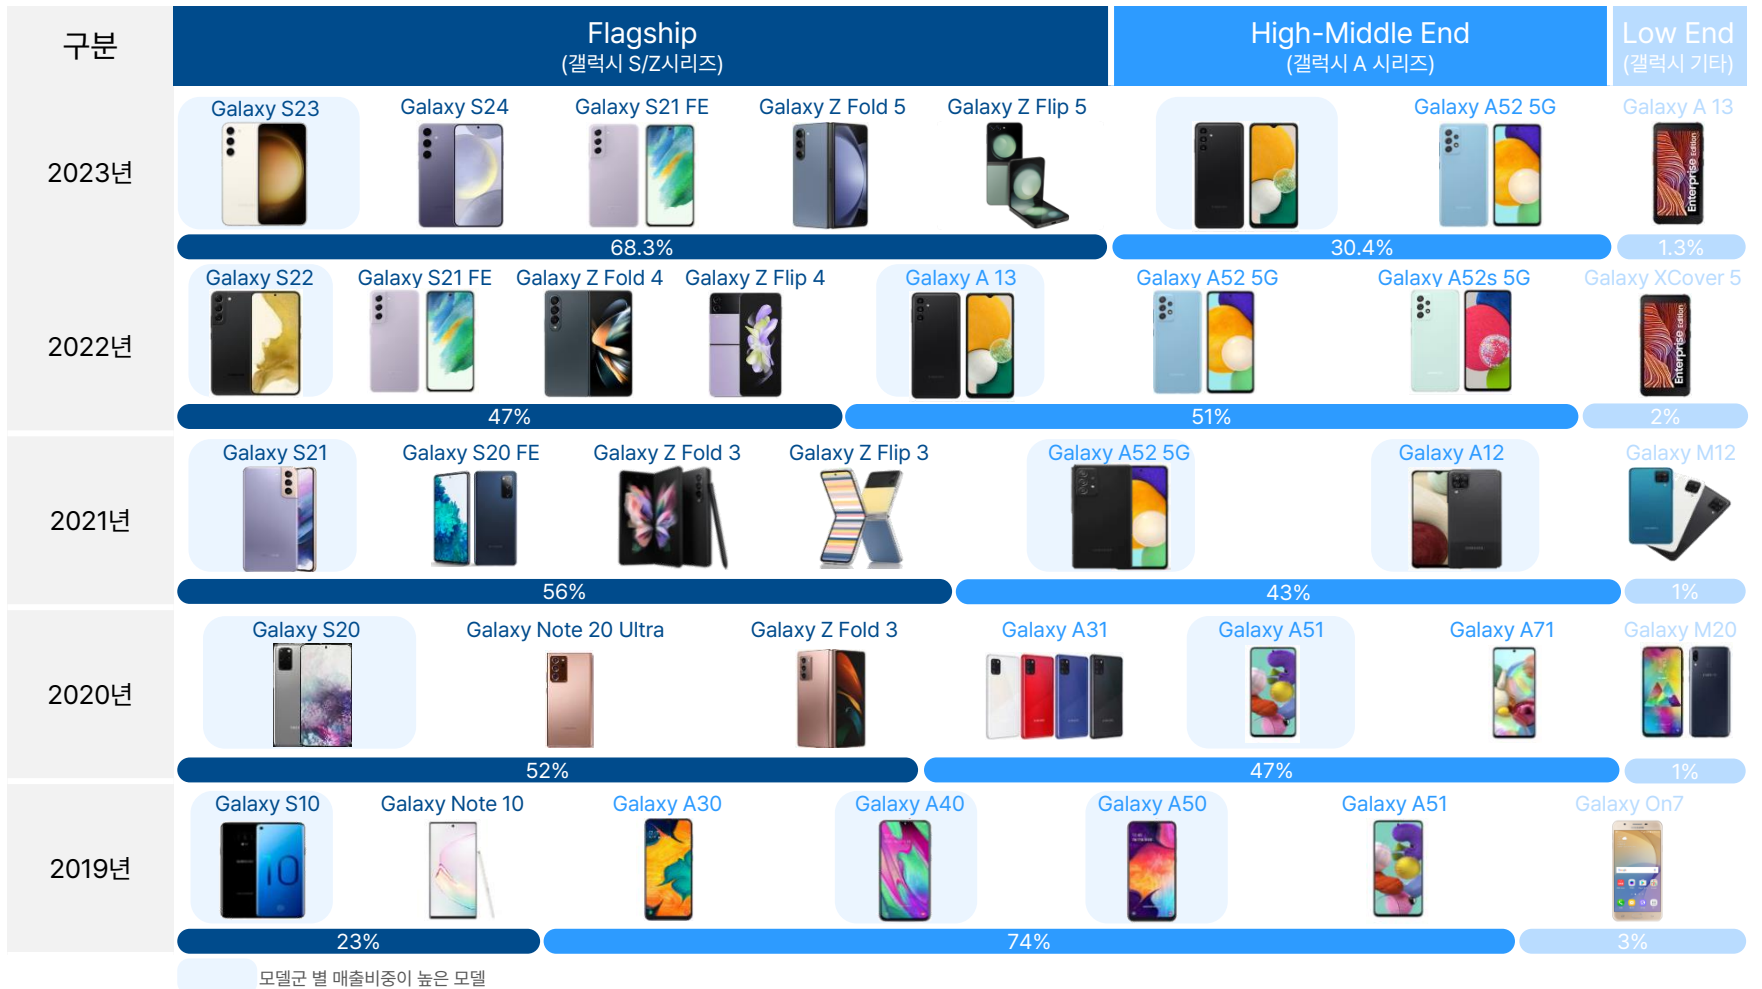 구분
Flagship
(갤럭시 S/Z시리즈)
High-Middle End
(갤럭시 A 시리즈)
Low End
(갤럭시 기타)
2023년
Galaxy S23
Galaxy S24
Galaxy S21 FE
Galaxy Z Fold 5
Galaxy Z Flip 5
Galaxy A52 5G
Galaxy A 13
Enterprise Edition
68.3%
30.4%
1.3%
2022년
Galaxy S22
Galaxy S21 FE
Galaxy Z Fold 4
Galaxy Z Flip 4
Galaxy A 13
Galaxy A52 5G
Galaxy A52s 5G
Galaxy XCover 5
Enterprise Edition
47%
51%
2%
2021년
Galaxy S21
Galaxy S20 FE
Galaxy Z Fold 3
Galaxy Z Flip 3
Galaxy A52 5G
Galaxy A12
Galaxy M12
56%
43%
1%
2020년
Galaxy S20
Galaxy Note 20 Ultra
Galaxy Z Fold 3
Galaxy A31
Galaxy A51
Galaxy A71
Galaxy M20
52%
47%
1%
2019년
Galaxy S10
Galaxy Note 10
Galaxy A30
Galaxy A40
Galaxy A50
Galaxy A51
Galaxy On7
10
23%
74%
3%
모델군 별 매출비중이 높은 모델